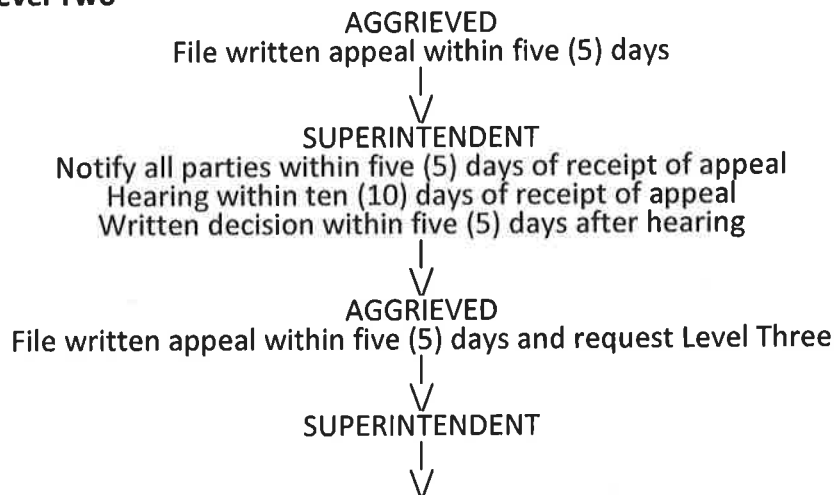 AGGRIEVED
File written appeal within five (5) days
SUPERINTENDENT
Notify all parties within five (5) days of receipt of appeal
Hearing within ten (10) days of receipt of appeal
Written decision within five (5) days after hearing
AGGRIEVED
File written appeal within five (5) days and request Level Three
SUPERINTENDENT